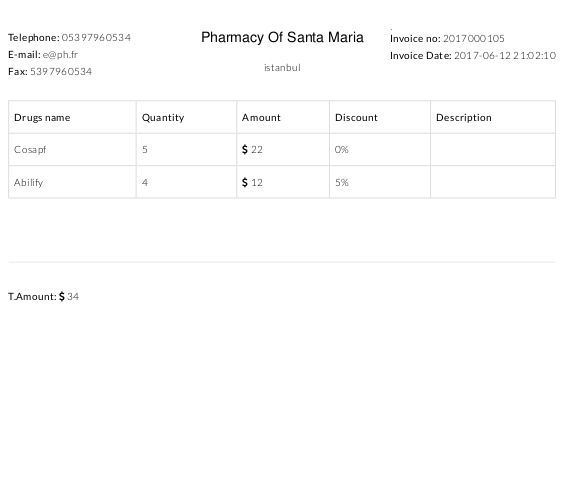 Telephone: 05397960534
E-mail: e@ph.fr
Fax: 5397960534
Pharmacy Of Santa Maria
istanbul
Invoice no: 2017000105
Invoice Date: 2017-06-12 21:02:10
Drugs name Quantity Amount Discount Description
Cosapf 5 $ 22 0%
Abilify 4 $ 12 5%
T.Amount: $ 34